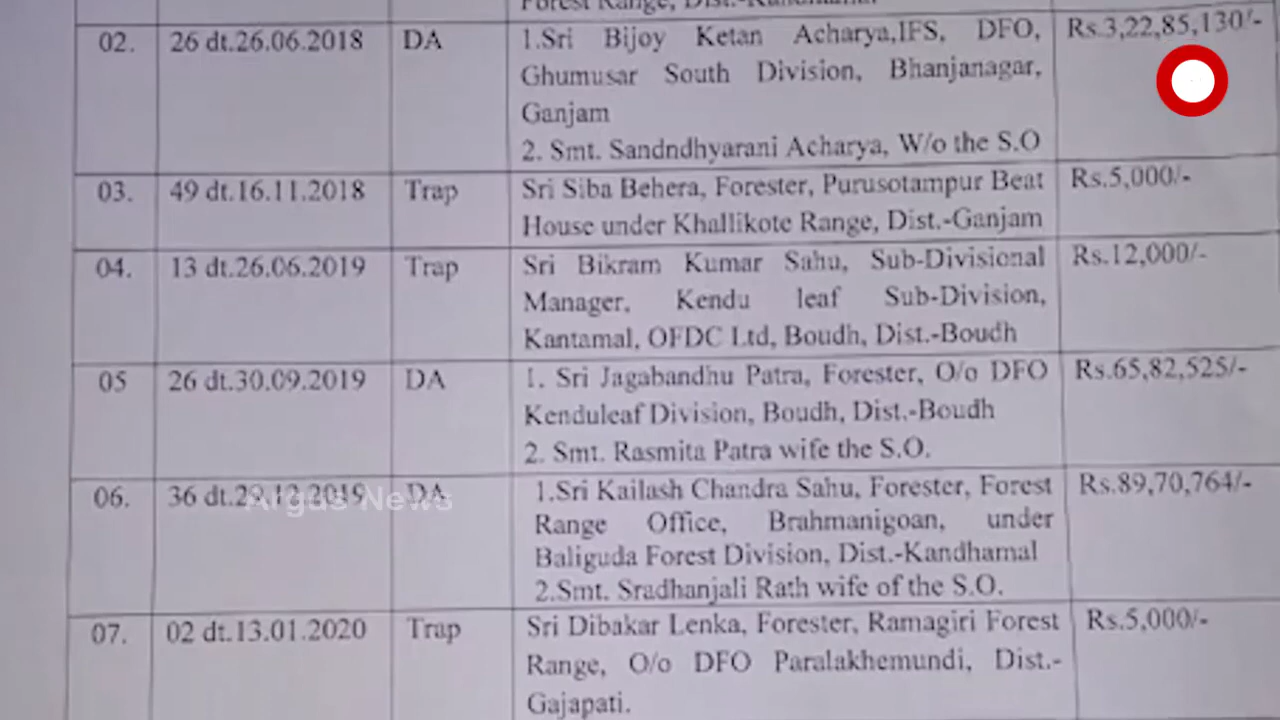 Forest Range, Dist.-Kandhamal
02. 26 dt.26.06.2018 DA 1.Sri Bijoy Ketan Acharya,IFS, DFO, Rs.3,22,85,130/-
Ghumusar South Division, Bhanjanagar,
Ganjam
2. Smt. Sandndhyarani Acharya, W/o the S.O
03. 49 dt.16.11.2018 Trap Sri Siba Behera, Forester, Purusotampur Beat Rs.5,000/-
House under Khallikote Range, Dist.-Ganjam
04. 13 dt.26.06.2019 Trap Sri Bikram Kumar Sahu, Sub-Divisional Rs.12,000/-
Manager, Kendu leaf Sub-Division,
Kantamal, OFDC Ltd, Boudh, Dist.-Boudh
05 26 dt.30.09.2019 DA 1. Sri Jagabandhu Patra, Forester, O/o DFO Rs.65,82,525/-
Kenduleaf Division, Boudh, Dist.-Boudh
2. Smt. Rasmita Patra wife the S.O.
06. 36 dt.29.12.2019 DA 1.Sri Kailash Chandra Sahu, Forester, Forest Rs.89,70,764/-
Argus News
Range Office, Brahmanigoan, under
Baliguda Forest Division, Dist.-Kandhamal
2.Smt. Sradhanjali Rath wife of the S.O.
07. 02 dt.13.01.2020 Trap Sri Dibakar Lenka, Forester, Ramagiri Forest Rs.5,000/-
Range, O/o DFO Paralakhemundi, Dist.-
Gajapati.